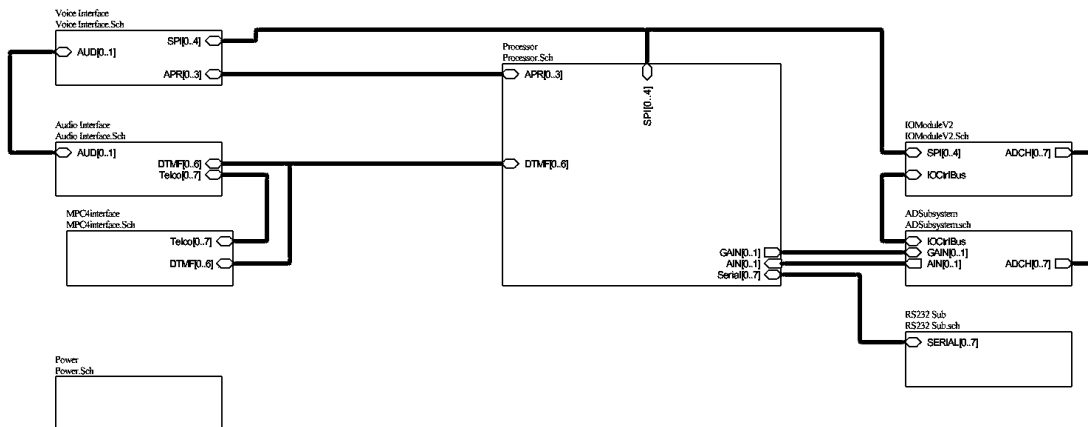 Voice Interface
Voice Interface.Sch
SPI[0..4]
AUD[0..1]
APR[0..3]
Audio Interface
Audio Interface.Sch
AUD[0..1]
DTMF[0..6]
Telco[0..7]
MPC4interface
MPC4interface.Sch
Telco[0..7]
DTMF[0..6]
Power
Power.Sch
Processor
Processor.Sch
APR[0..3]
SPI[0..4]
DTMF[0..6]
GAIN[0..1]
AIN[0..1]
Serial[0..7]
IOModuleV2
IOModuleV2.Sch
SPI[0..4]
ADCH[0..7]
IOCtrlBus
ADSubsystem
ADSubsystem.sch
IOCtrlBus
GAIN[0..1]
AIN[0..1]
ADCH[0..7]
RS232 Sub
RS232 Sub.sch
SERIAL[0..7]